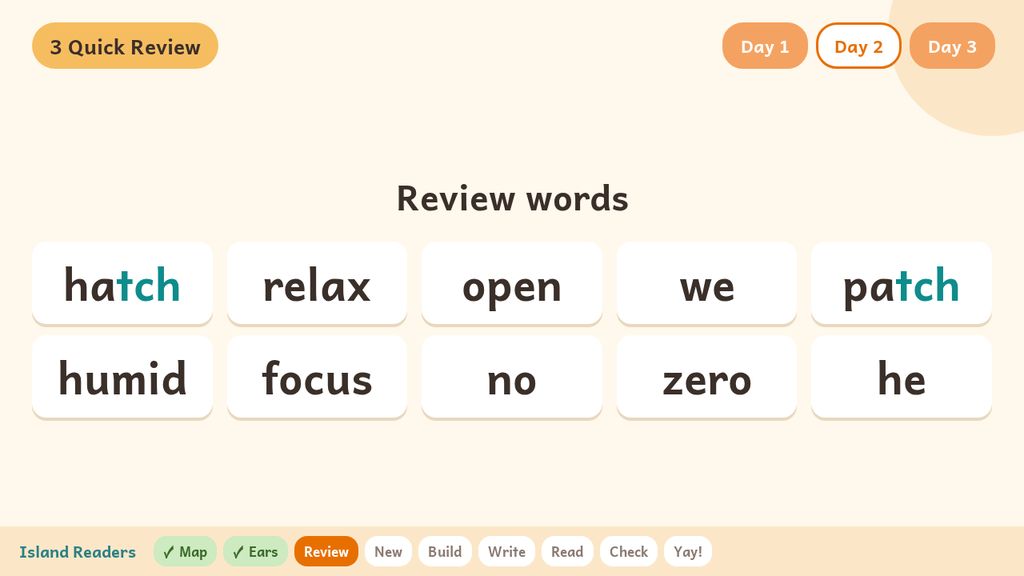 3 Quick Review
Day 1 Day 2 Day 3
Review words
hatch relax open we patch
humid focus no zero he
Island Readers ✓ Map ✓ Ears Review New Build Write Read Check Yay!